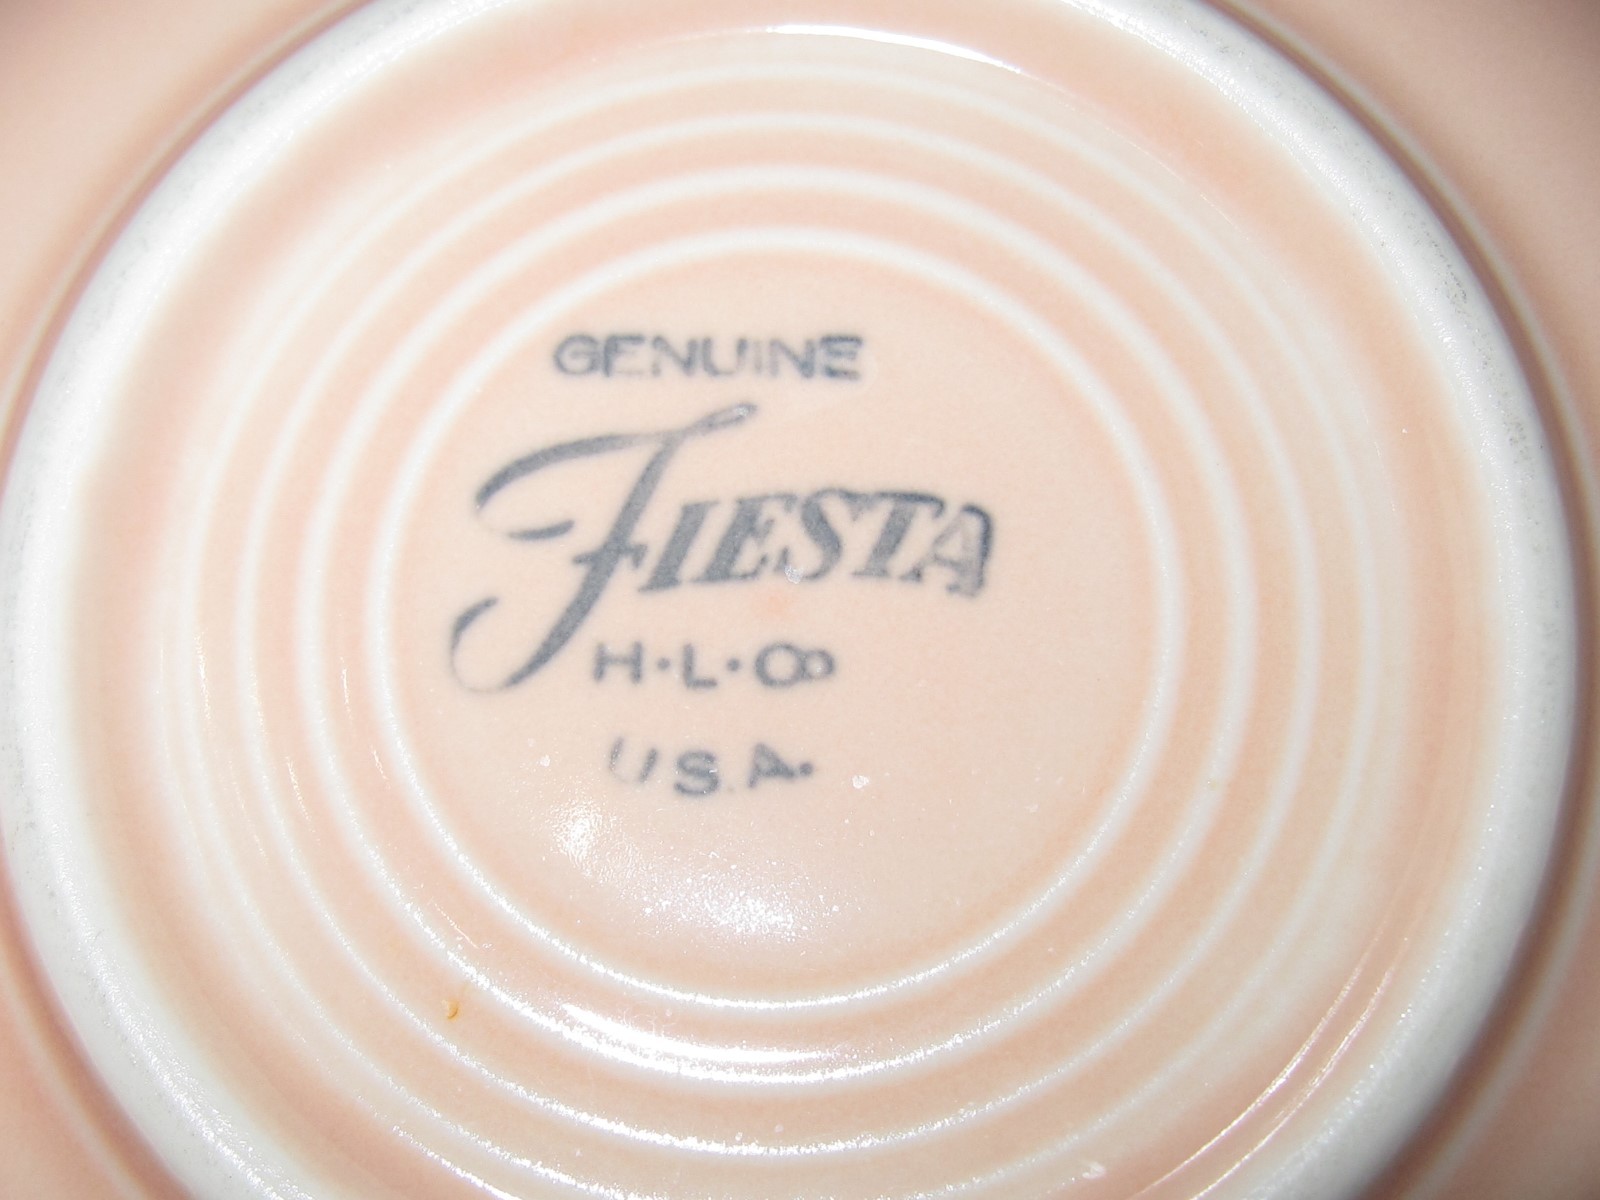 GENUINE
FIESTA
H·L·Co
U.S.A.